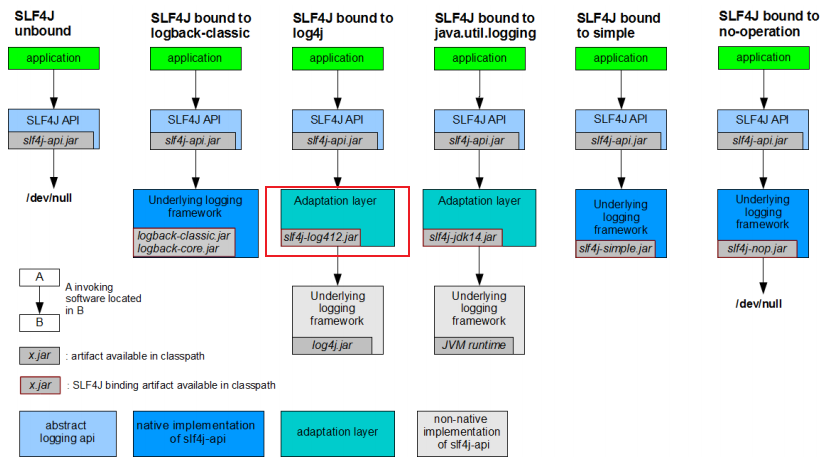 SLF4J
unbound
SLF4J bound to
logback-classic
SLF4J bound to
log4j
SLF4J bound to
java.util.logging
SLF4J bound
to simple
SLF4J bound to
no-operation
application
application
application
application
application
application
SLF4J API
slf4j-api.jar
SLF4J API
slf4j-api.jar
SLF4J API
slf4j-api.jar
SLF4J API
slf4j-api.jar
SLF4J API
slf4j-api.jar
SLF4J API
slf4j-api.jar
/dev/null
Underlying logging
framework
logback-classic.jar
logback-core.jar
Adaptation layer
slf4j-log412.jar
Adaptation layer
slf4j-jdk14.jar
Underlying
logging
framework
slf4j-simple.jar
Underlying
logging
framework
slf4j-nop.jar
Underlying
logging
framework
log4j.jar
Underlying
logging
framework
JVM runtime
/dev/null
A
B
A invoking
software located
in B
x.jar
: artifact available in classpath
x.jar
: SLF4J binding artifact available in classpath
abstract
logging api
native implementation
of slf4j-api
adaptation layer
non-native
implementation
of slf4j-api